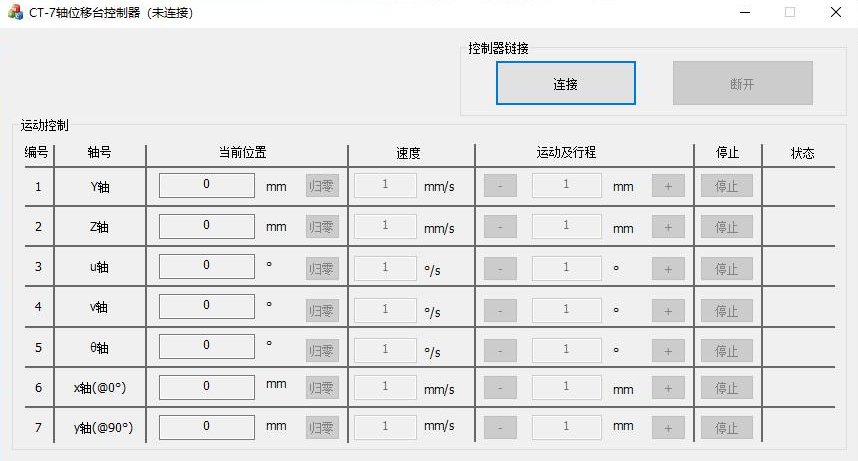 CT-7轴位移台控制器（未连接）
控制器链接
连接 断开
运动控制
编号 轴号 当前位置 速度 运动及行程 停止 状态
1 Y轴 0 mm 归零 1 mm/s - 1 mm + 停止
2 Z轴 0 mm 归零 1 mm/s - 1 mm + 停止
3 u轴 0 ° 归零 1 °/s - 1 ° + 停止
4 v轴 0 ° 归零 1 °/s - 1 ° + 停止
5 θ轴 0 ° 归零 1 °/s - 1 ° + 停止
6 x轴(@0°) 0 mm 归零 1 mm/s - 1 mm + 停止
7 y轴(@90°) 0 mm 归零 1 mm/s - 1 mm + 停止